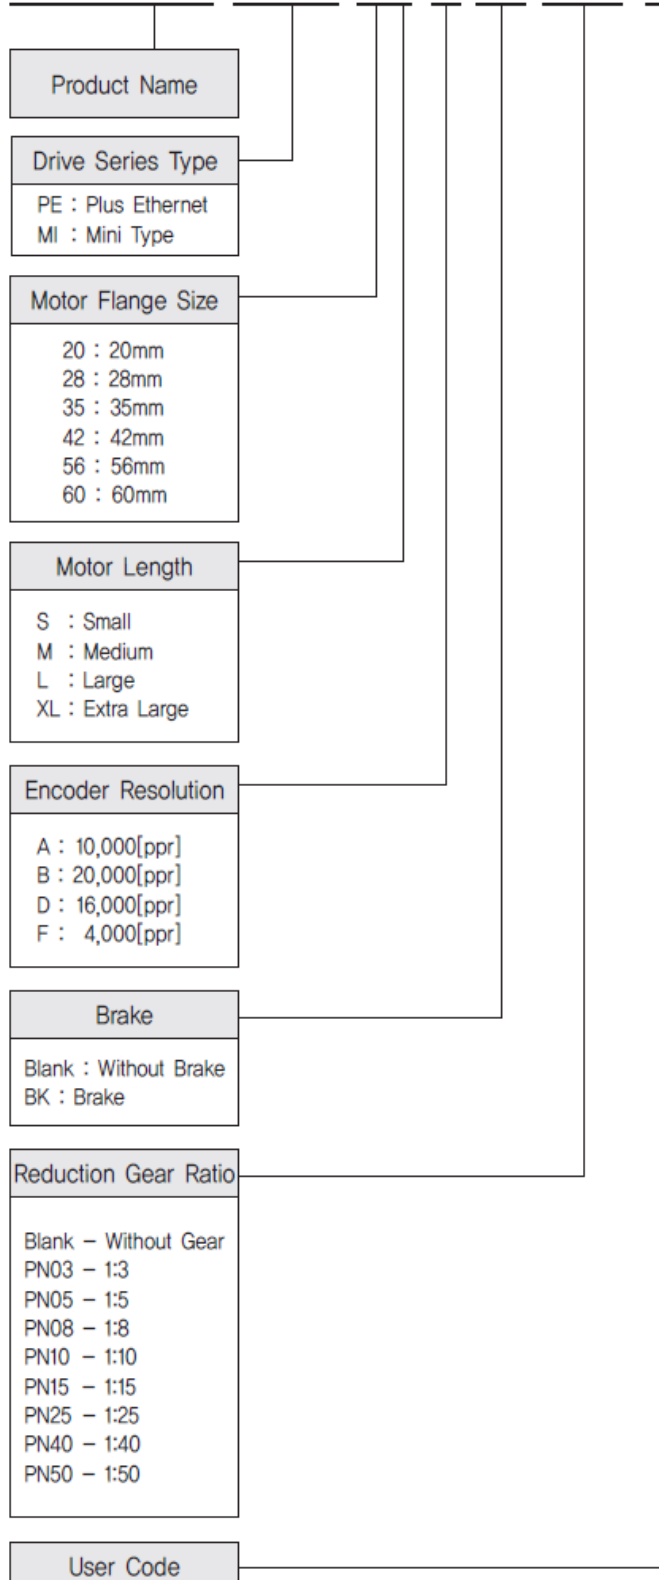 Product Name
Drive Series Type
PE : Plus Ethernet
MI : Mini Type
Motor Flange Size
20 : 20mm
28 : 28mm
35 : 35mm
42 : 42mm
56 : 56mm
60 : 60mm
Motor Length
S : Small
M : Medium
L : Large
XL : Extra Large
Encoder Resolution
A : 10,000[ppr]
B : 20,000[ppr]
D : 16,000[ppr]
F : 4,000[ppr]
Brake
Blank : Without Brake
BK : Brake
Reduction Gear Ratio
Blank – Without Gear
PN03 – 1:3
PN05 – 1:5
PN08 – 1:8
PN10 – 1:10
PN15 – 1:15
PN25 – 1:25
PN40 – 1:40
PN50 – 1:50
User Code